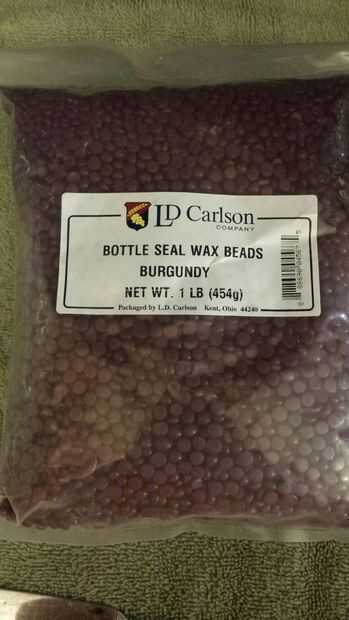 LD Carlson
COMPANY
BOTTLE SEAL WAX BEADS
BURGUNDY
NET WT. 1 LB (454g)
Packaged by L.D. Carlson Kent, Ohio 44240